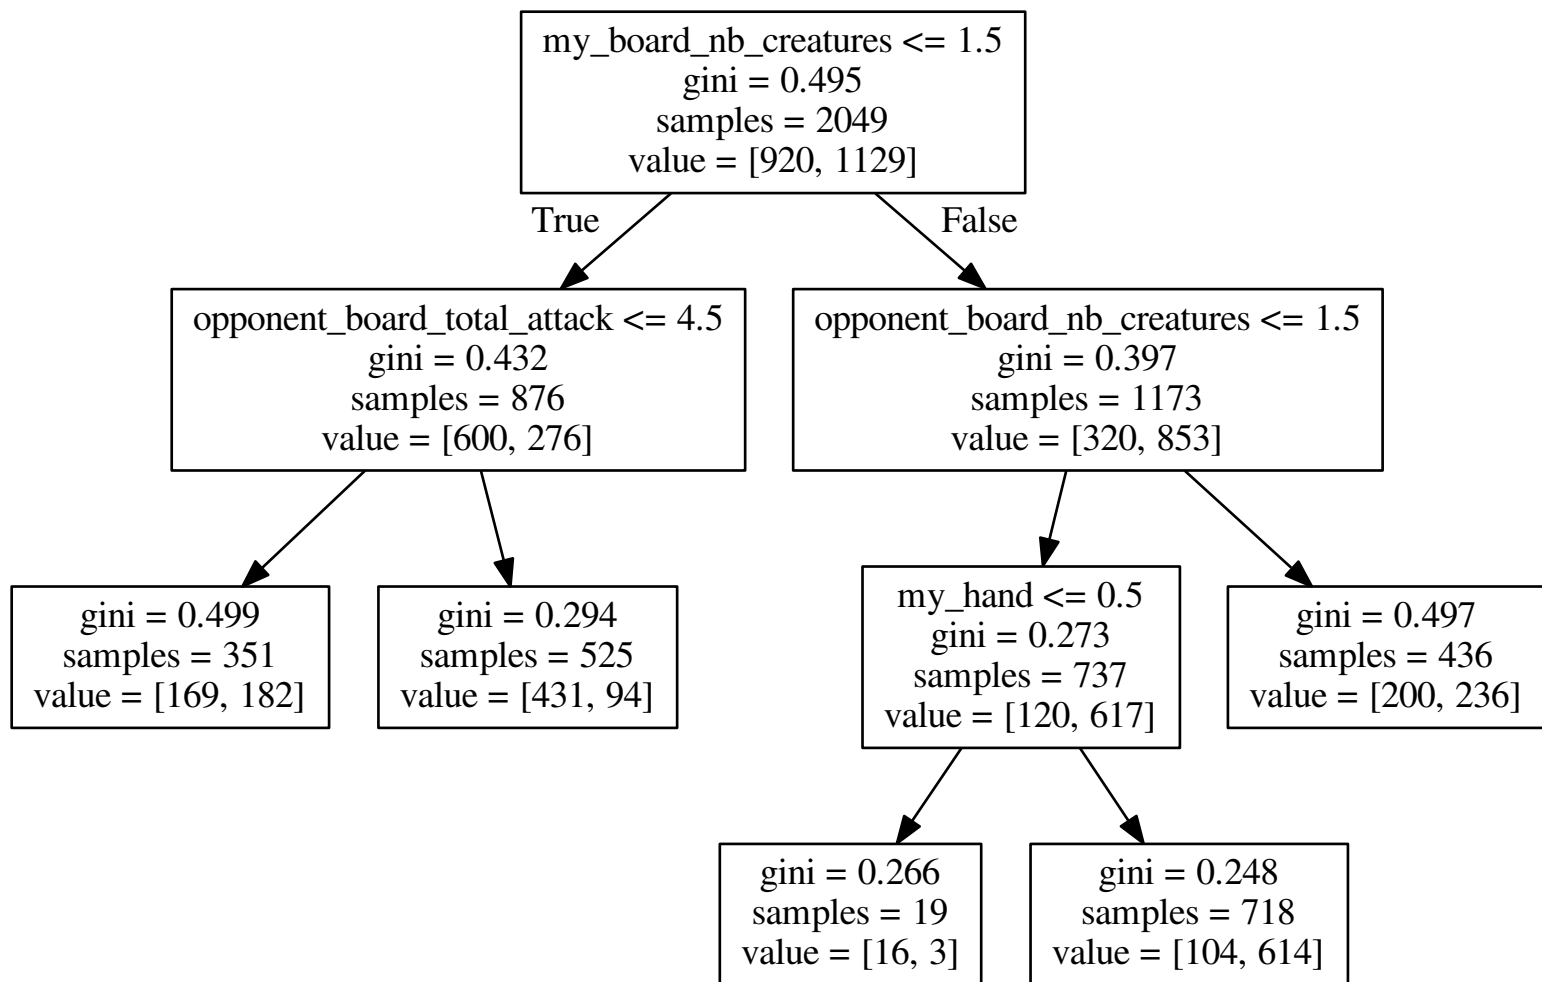 my_board_nb_creatures <= 1.5
gini = 0.495
samples = 2049
value = [920, 1129]
True
False
opponent_board_total_attack <= 4.5
gini = 0.432
samples = 876
value = [600, 276]
opponent_board_nb_creatures <= 1.5
gini = 0.397
samples = 1173
value = [320, 853]
gini = 0.499
samples = 351
value = [169, 182]
gini = 0.294
samples = 525
value = [431, 94]
my_hand <= 0.5
gini = 0.273
samples = 737
value = [120, 617]
gini = 0.497
samples = 436
value = [200, 236]
gini = 0.266
samples = 19
value = [16, 3]
gini = 0.248
samples = 718
value = [104, 614]